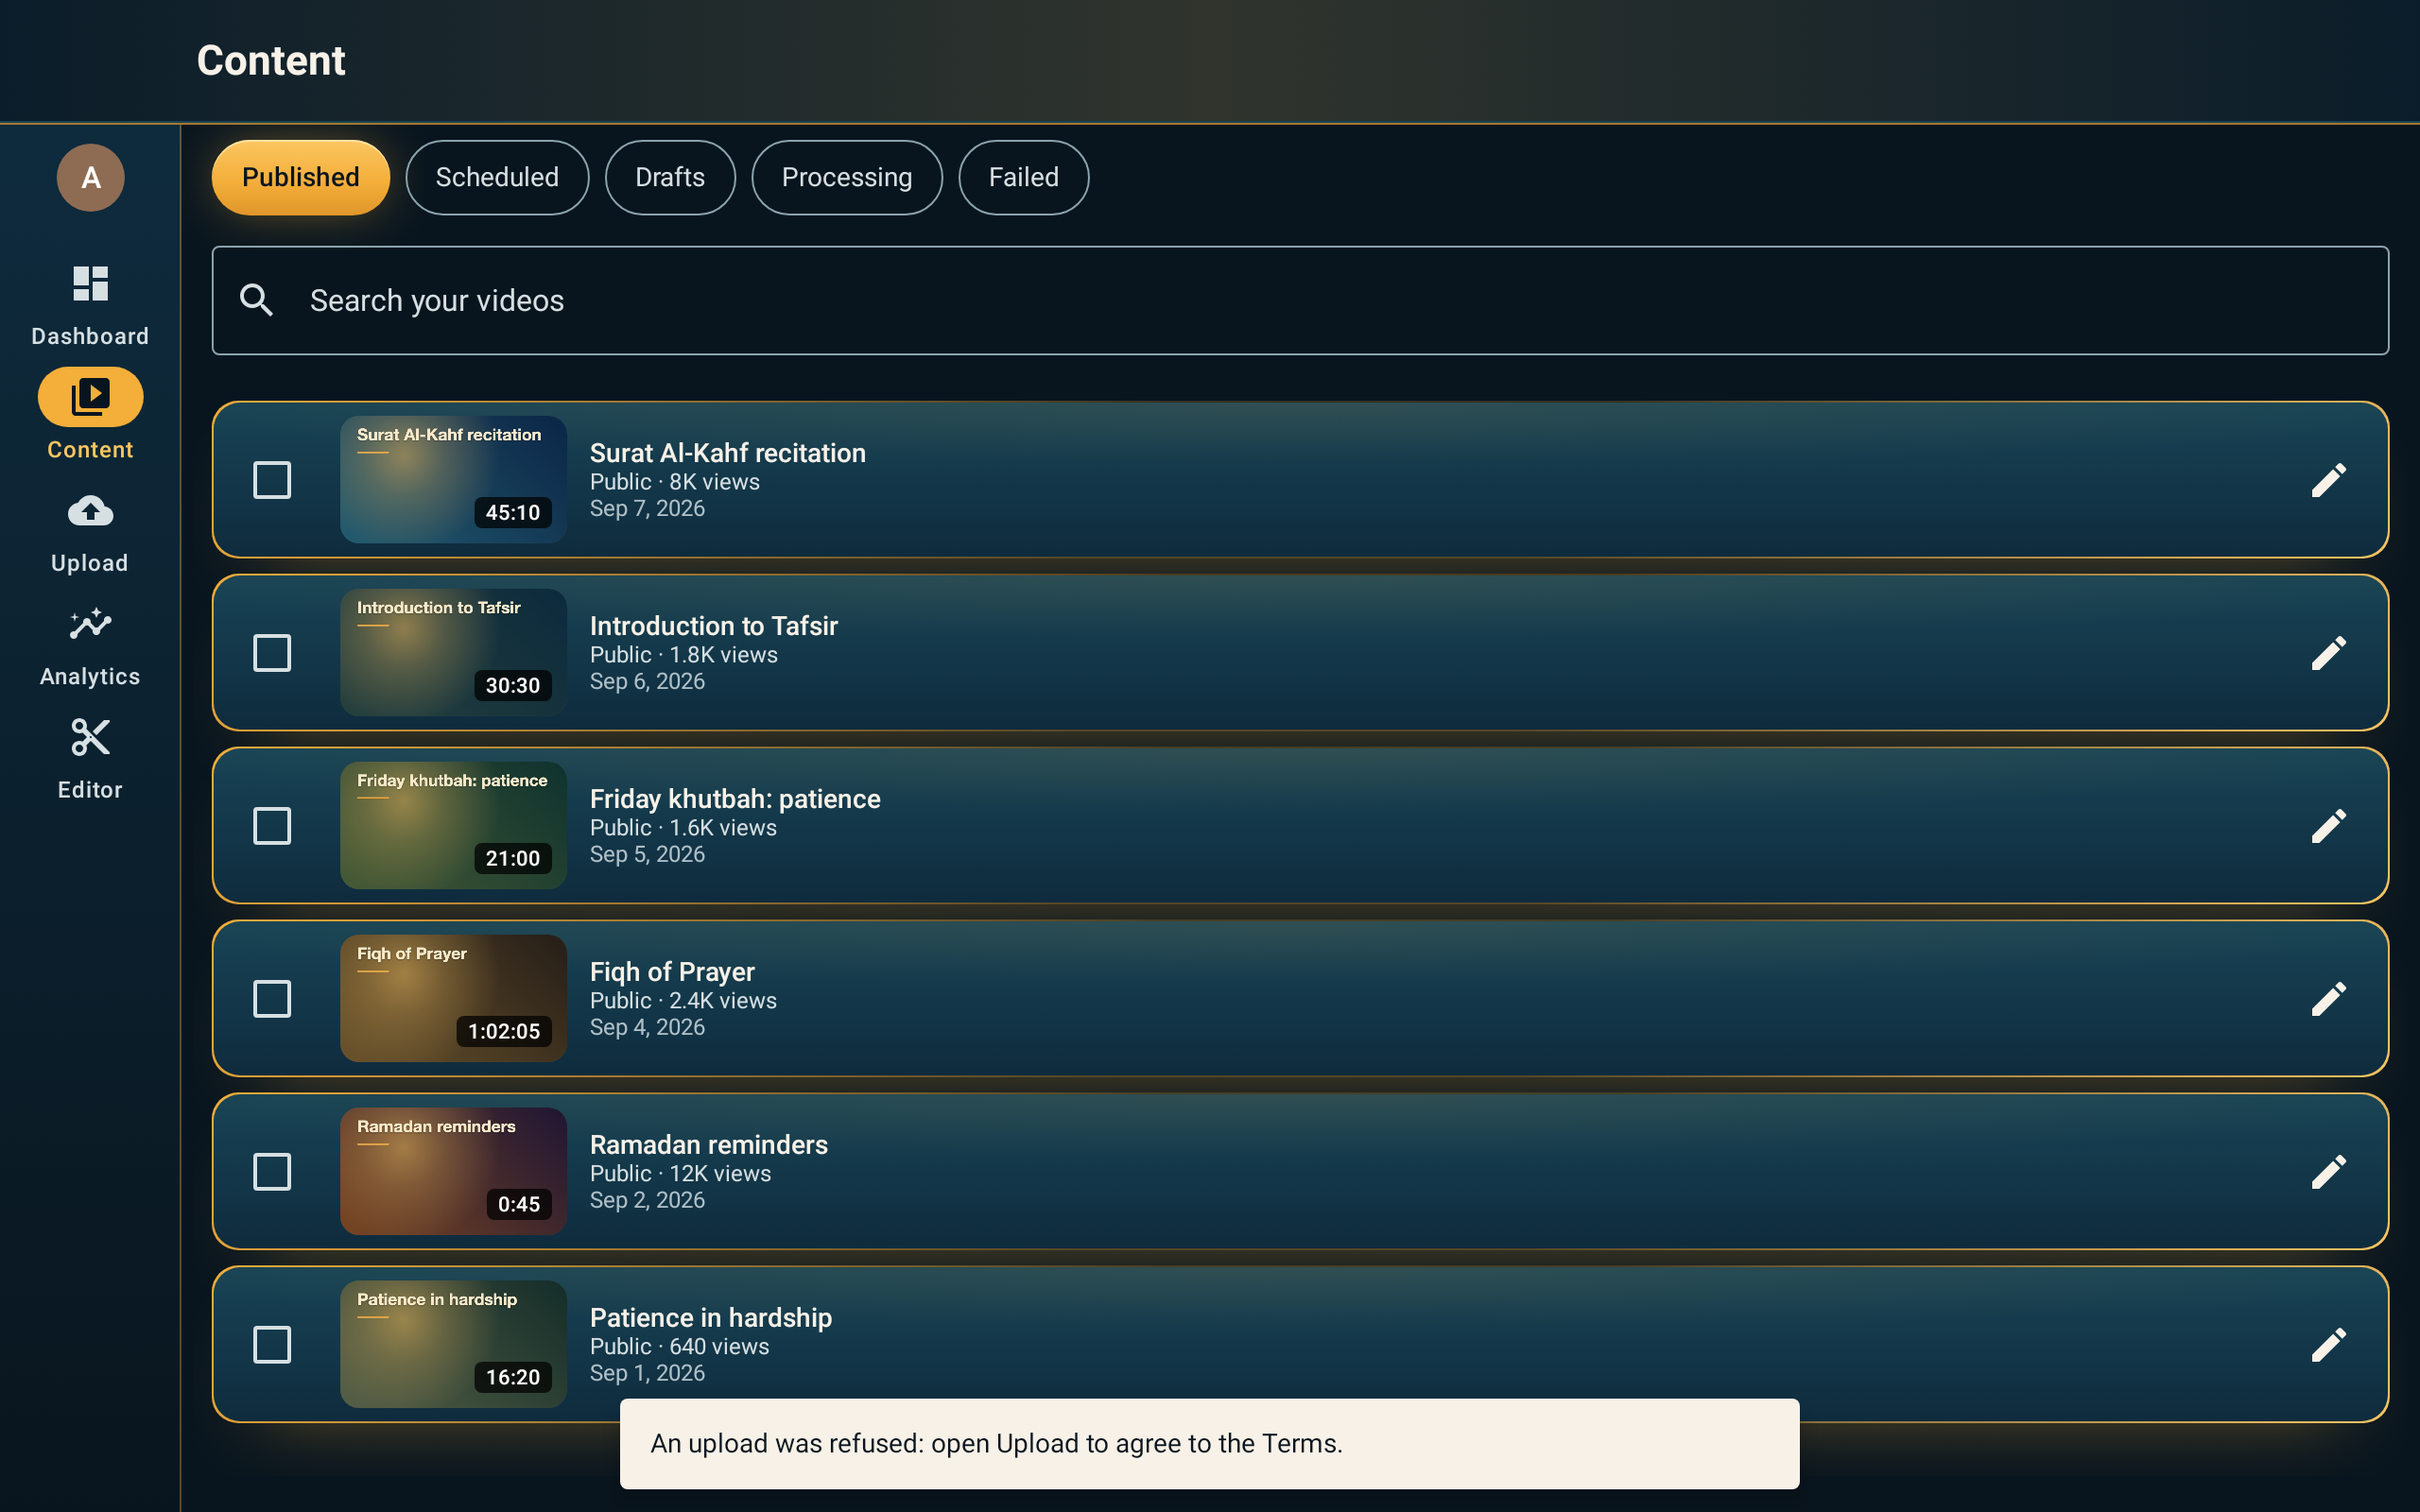 Content
A
Dashboard
Content
Upload
Analytics
Editor
Published
Scheduled
Drafts
Processing
Failed
Search your videos
Surat Al-Kahf recitation
45:10
Surat Al-Kahf recitation
Public · 8K views
Sep 7, 2026
Introduction to Tafsir
30:30
Introduction to Tafsir
Public · 1.8K views
Sep 6, 2026
Friday khutbah: patience
21:00
Friday khutbah: patience
Public · 1.6K views
Sep 5, 2026
Fiqh of Prayer
1:02:05
Fiqh of Prayer
Public · 2.4K views
Sep 4, 2026
Ramadan reminders
0:45
Ramadan reminders
Public · 12K views
Sep 2, 2026
Patience in hardship
16:20
Patience in hardship
Public · 640 views
Sep 1, 2026
An upload was refused: open Upload to agree to the Terms.